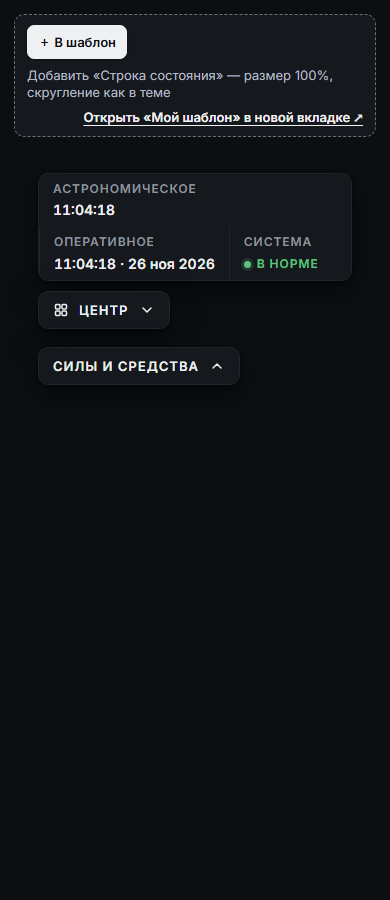 + В шаблон
Добавить «Строка состояния» — размер 100%,
скругление как в теме
Открыть «Мой шаблон» в новой вкладке ↗
АСТРОНОМИЧЕСКОЕ
11:04:18
ОПЕРАТИВНОЕ
11:04:18 · 26 ноя 2026
СИСТЕМА
В НОРМЕ
ЦЕНТР
СИЛЫ И СРЕДСТВА